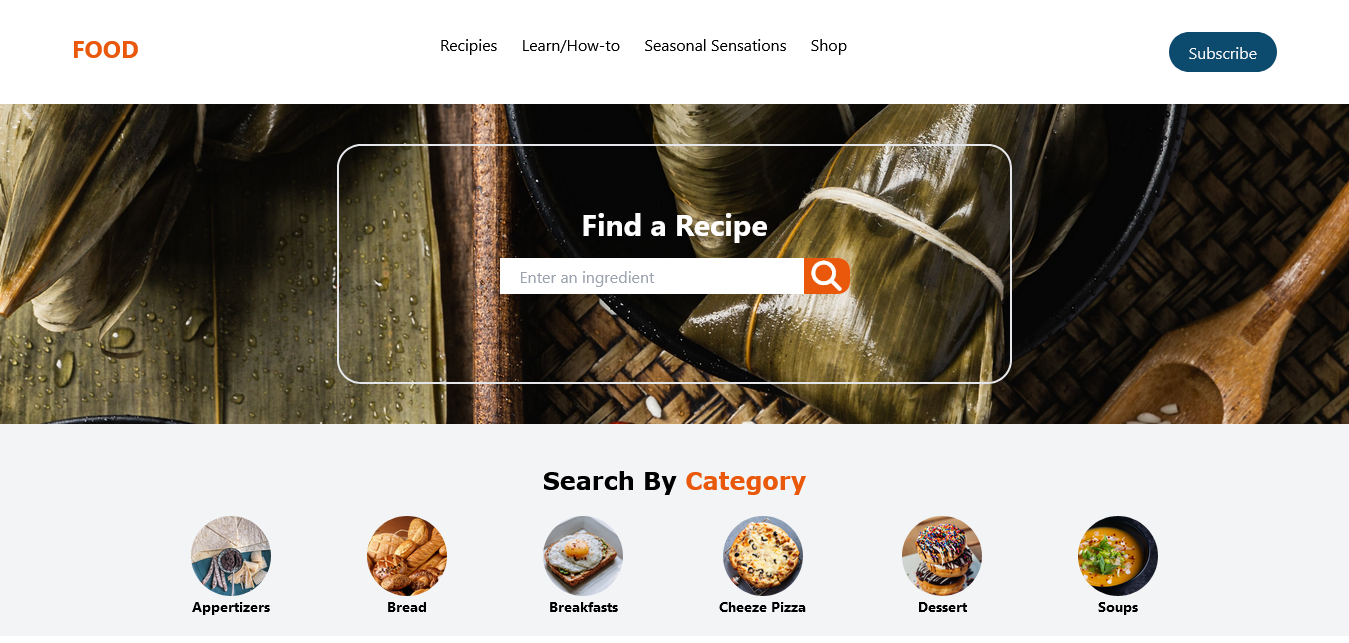 FOOD
Recipies Learn/How-to Seasonal Sensations Shop
Subscribe
Find a Recipe
Enter an ingredient
Search By Category
Appertizers Bread Breakfasts Cheeze Pizza Dessert Soups